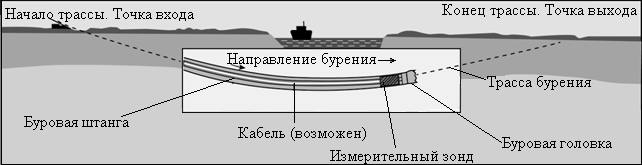 Начало трассы. Точка входа
Конец трассы. Точка выхода
Направление бурения
Трасса бурения
Буровая штанга
Кабель (возможен)
Буровая головка
Измерительный зонд